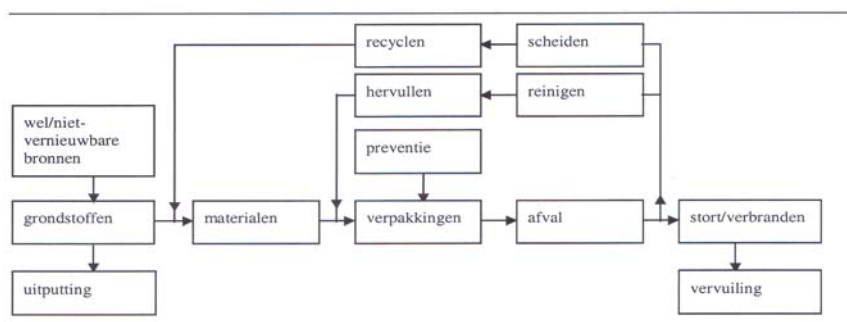 recyclen
scheiden
hervullen
reinigen
wel/niet-
vernieuwbare
bronnen
preventie
grondstoffen
materialen
verpakkingen
afval
stort/verbranden
uitputting
vervuiling